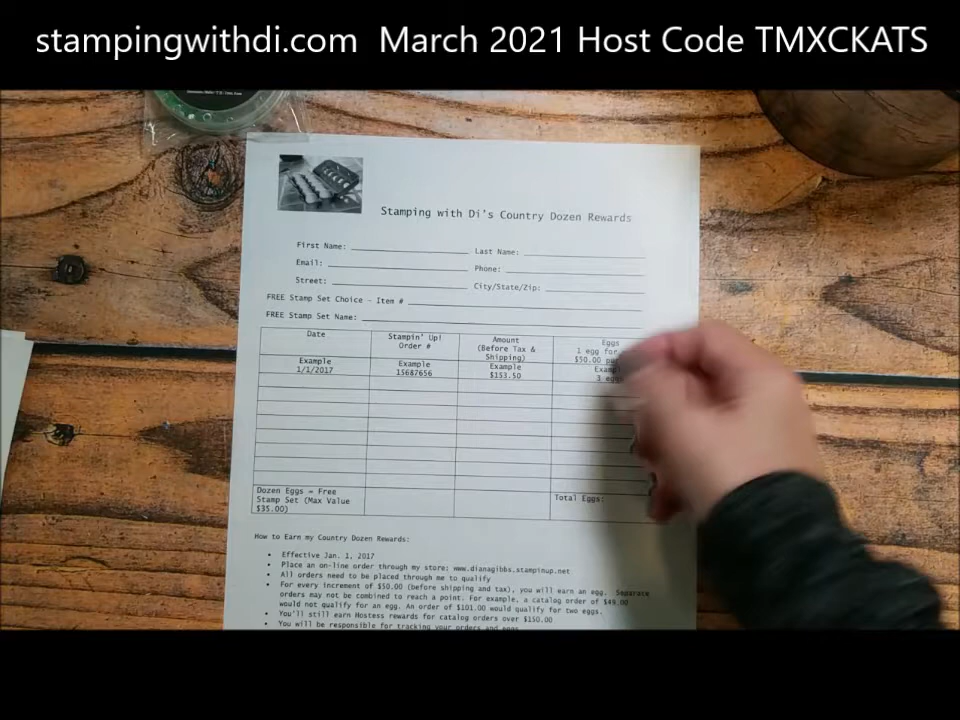 stampingwithdi.com March 2021 Host Code TMXCKATS
Stamping with Di's Country Dozen Rewards
First Name: Last Name:
Email: Phone:
Street: City/State/Zip:
FREE Stamp Set Choice - Item #
FREE Stamp Set Name:
Date Stampin' Up! Order # Amount (Before Tax & Shipping) Eggs
1 egg for
$50.00
Example Example Example
1/1/2017 15687656 $153.50 3 eggs
Dozen Eggs = Free
Stamp Set (Max Value
$35.00)
Total Eggs:
How to Earn my Country Dozen Rewards:
• Effective Jan. 1, 2017
• Place an on-line order through my store: www.dianagibbs.stampinup.net
• All orders need to be placed through me to qualify
• For every increment of $50.00 (before shipping and tax), you will earn an egg. Separate
orders may not be combined to reach a point. For example, a catalog order of $49.00
would not qualify for an egg. An order of $101.00 would qualify for two eggs.
• You'll still earn Hostess rewards for catalog orders over $150.00
• You will be responsible for tracking your orders and eggs